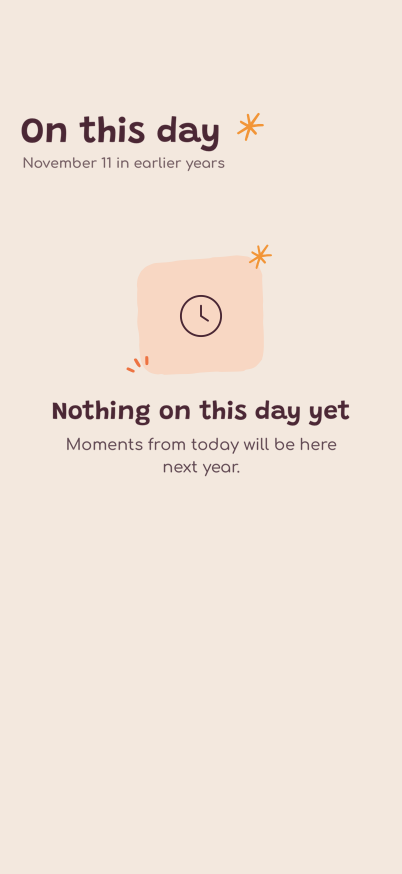 On this day
November 11 in earlier years
Nothing on this day yet
Moments from today will be here
next year.